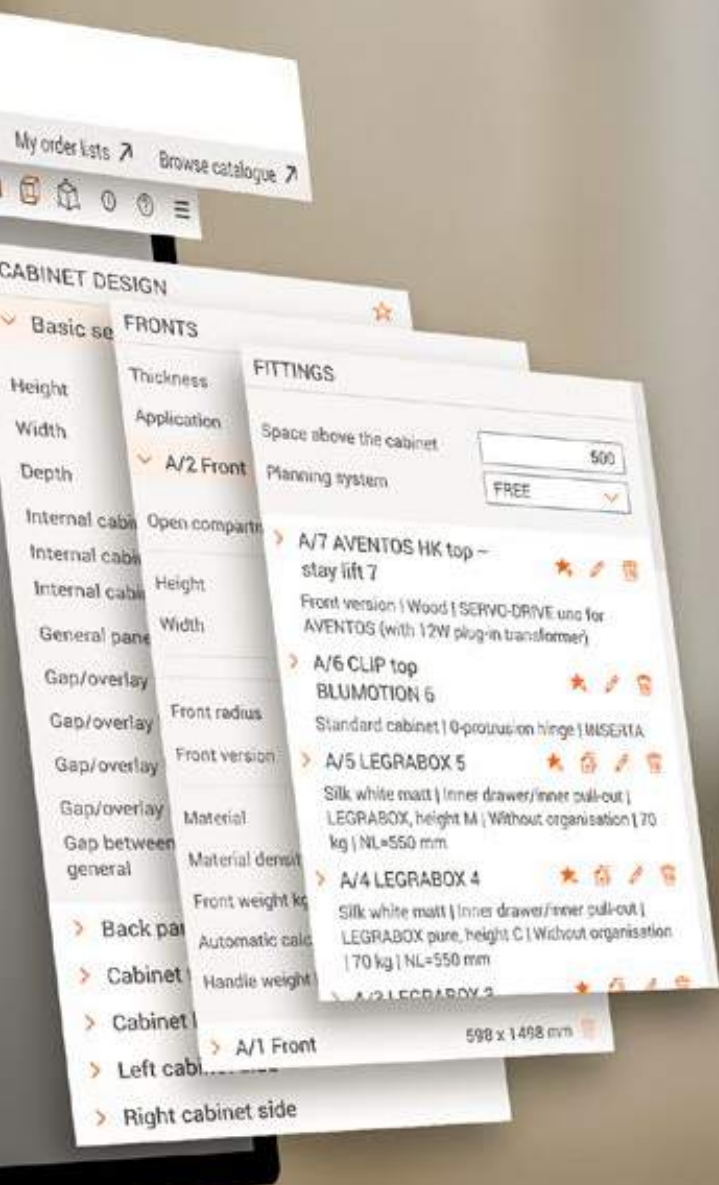 My order lists
Browse catalogue
CABINET DESIGN
Basic se
Height
Width
Depth
Internal cabin
Internal cabin
Internal cabi
General pane
Gap/overlay
Gap/overlay
Gap/overlay
Gap/overlay
Gap between
general
Back pa
Cabinet
Cabinet
Left cabi
Right cabinet side
FRONTS
Thickness
Application
A/2 Front
Open compartm
Height
Width
Front radius
Front version
Material
Material densit
Front weight kg
Automatic calc
Handle weight
A/1 Front 598 x 1498 mm
FITTINGS
Space above the cabinet 500
Planning system FREE
A/7 AVENTOS HK top –
stay lift 7
Front version | Wood | SERVO-DRIVE uno for
AVENTOS (with 12W plug-in transformer)
A/6 CLIP top
BLUMOTION 6
Standard cabinet | 0-protrusion hinge | INSERTA
A/5 LEGRABOX 5
Silk white matt | Inner drawer/inner pull-out |
LEGRABOX, height M | Without organisation | 70
kg | NL=550 mm
A/4 LEGRABOX 4
Silk white matt | Inner drawer/inner pull-out |
LEGRABOX pure, height C | Without organisation
| 70 kg | NL=550 mm
A/3 LEGRABOX 3